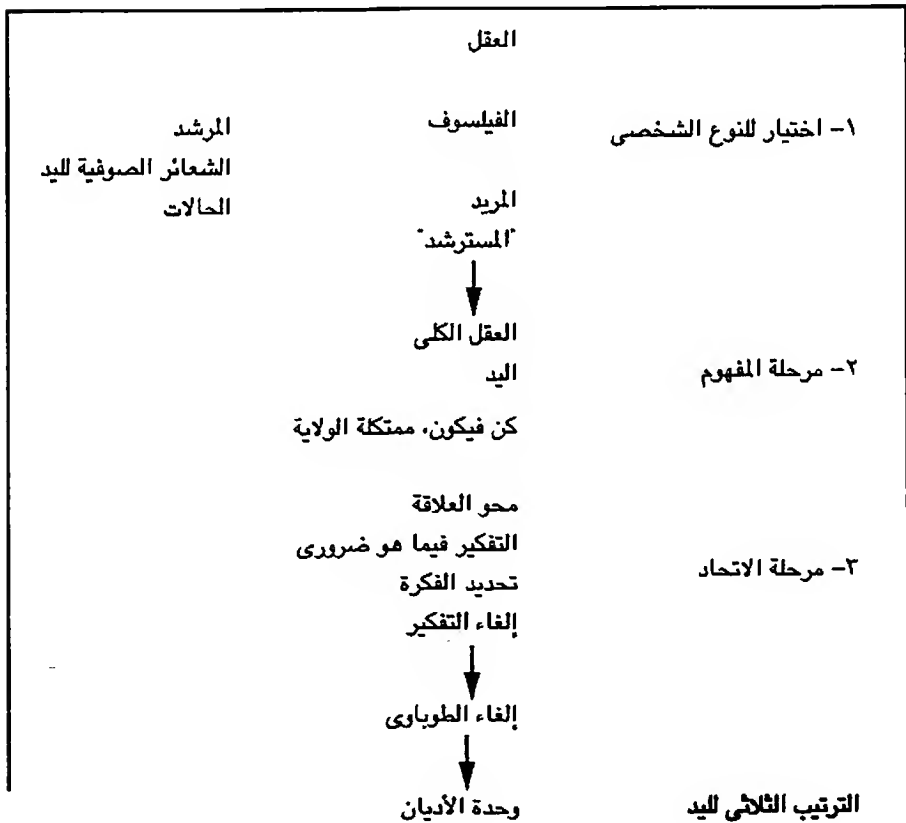 العقل
١- اختيار للنوع الشخصى
الفيلسوف
المرشد
الشعائر الصوفية لليد
المريد
الحالات
"المسترشد"
العقل الكلى
٢- مرحلة المفهوم
اليد
كن فيكون، ممتكلة الولاية
محو العلاقة
التفكير فيما هو ضرورى
٣- مرحلة الاتحاد
تحديد الفكرة
إلغاء التفكير
إلغاء الطوباوى
الترتيب الثلاثى لليد
وحدة الأديان